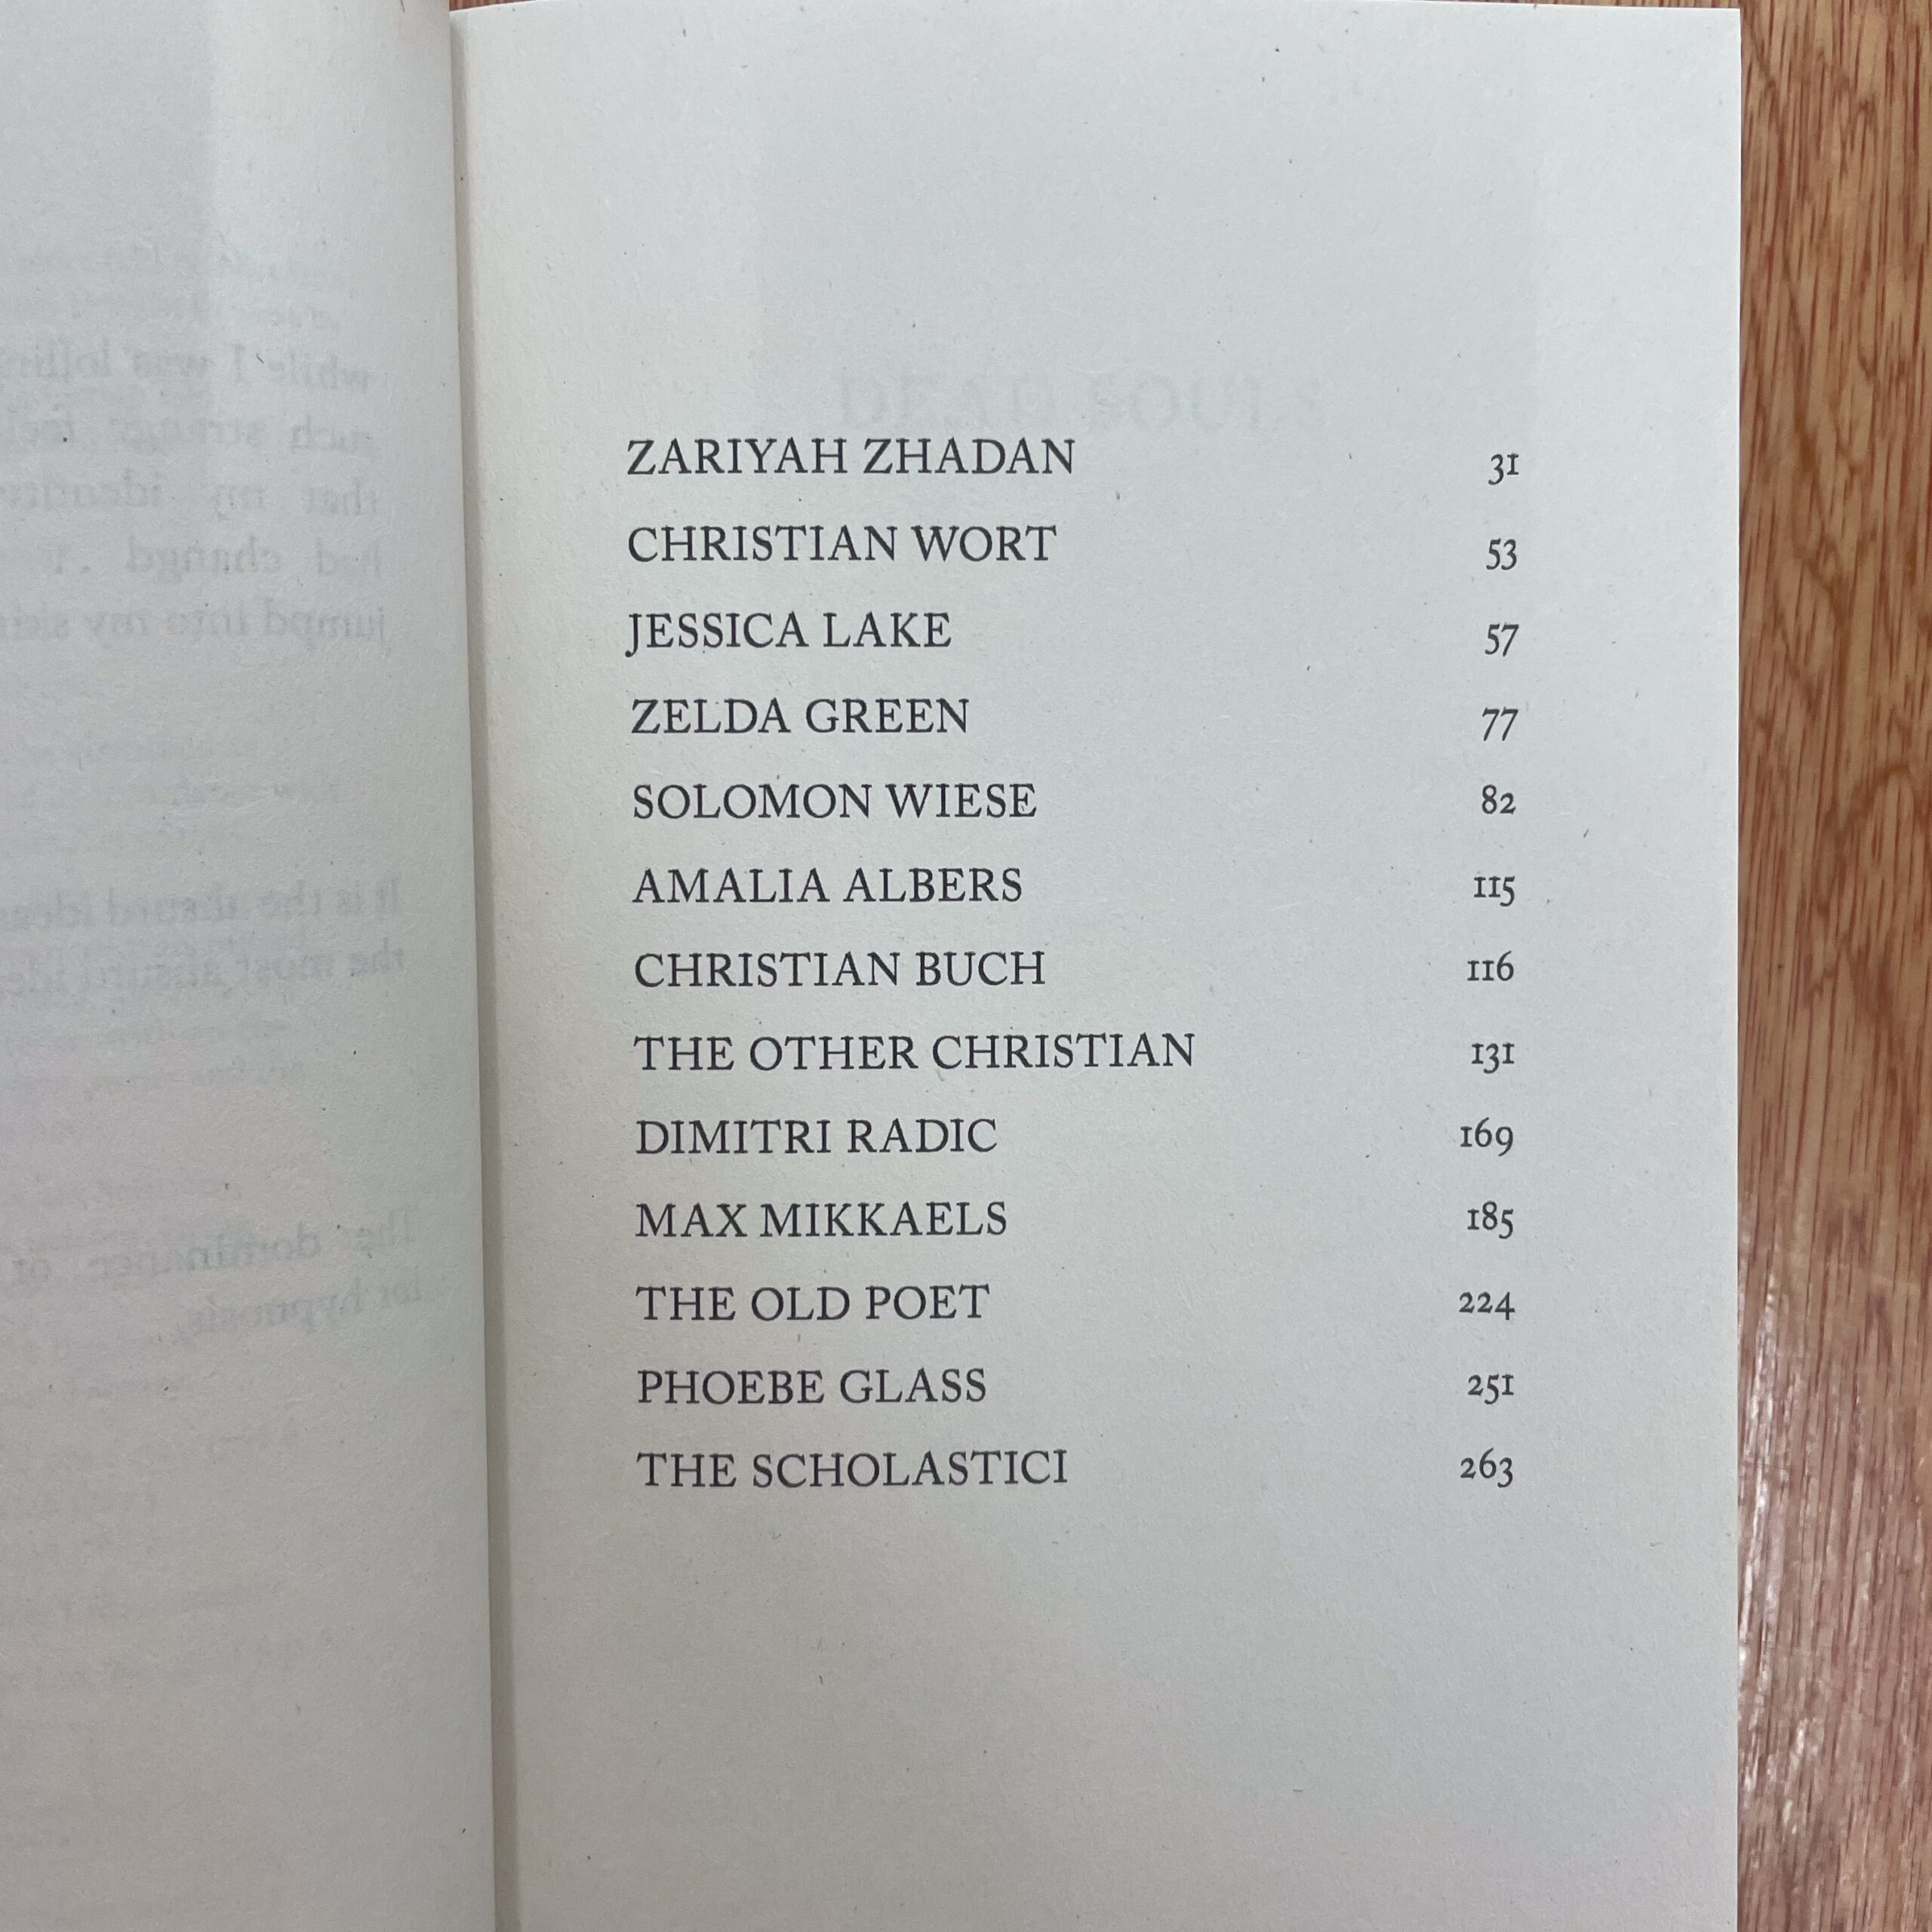 DEAD SOULS
ZARIYAH ZHADAN 31
CHRISTIAN WORT 53
JESSICA LAKE 57
ZELDA GREEN 77
SOLOMON WIESE 82
AMALIA ALBERS 115
CHRISTIAN BUCH 116
THE OTHER CHRISTIAN 131
DIMITRI RADIC 169
MAX MIKKAELS 185
THE OLD POET 224
PHOEBE GLASS 251
THE SCHOLASTICI 263